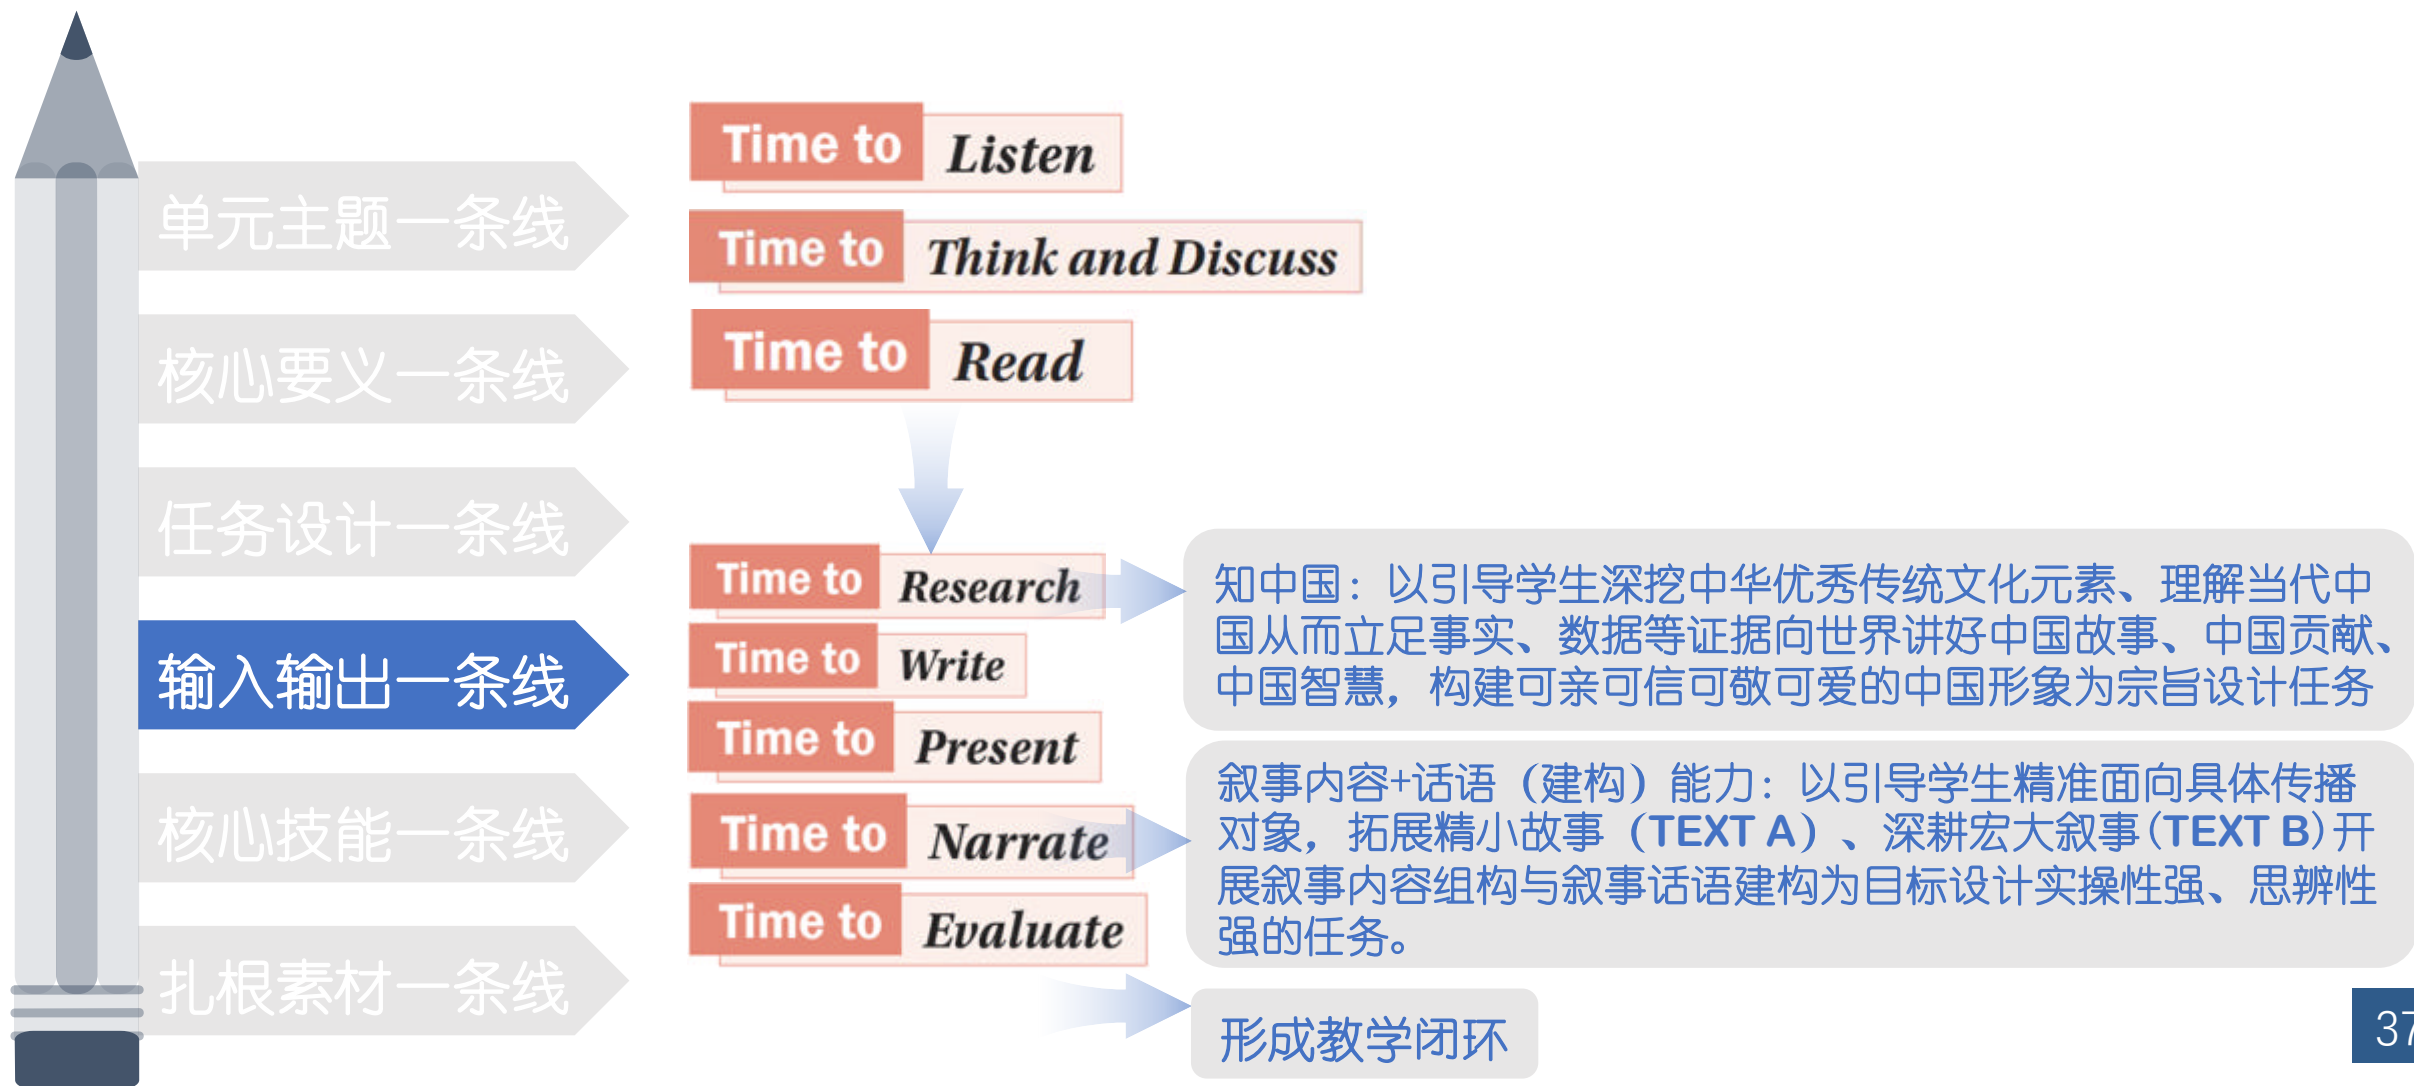 单元主题一条线
核心要义一条线
任务设计一条线
输入输出一条线
核心技能一条线
扎根素材一条线
Time to Listen
Time to Think and Discuss
Time to Read
Time to Research
Time to Write
Time to Present
Time to Narrate
Time to Evaluate
知中国：以引导学生深挖中华优秀传统文化元素、理解当代中
国从而立足事实、数据等证据向世界讲好中国故事、中国贡献、
中国智慧，构建可亲可信可敬可爱的中国形象为宗旨设计任务
叙事内容+话语（建构）能力：以引导学生精准面向具体传播
对象，拓展精小故事（TEXT A）、深耕宏大叙事(TEXT B)开
展叙事内容组构与叙事话语建构为目标设计实操性强、思辨性
强的任务。
形成教学闭环
37